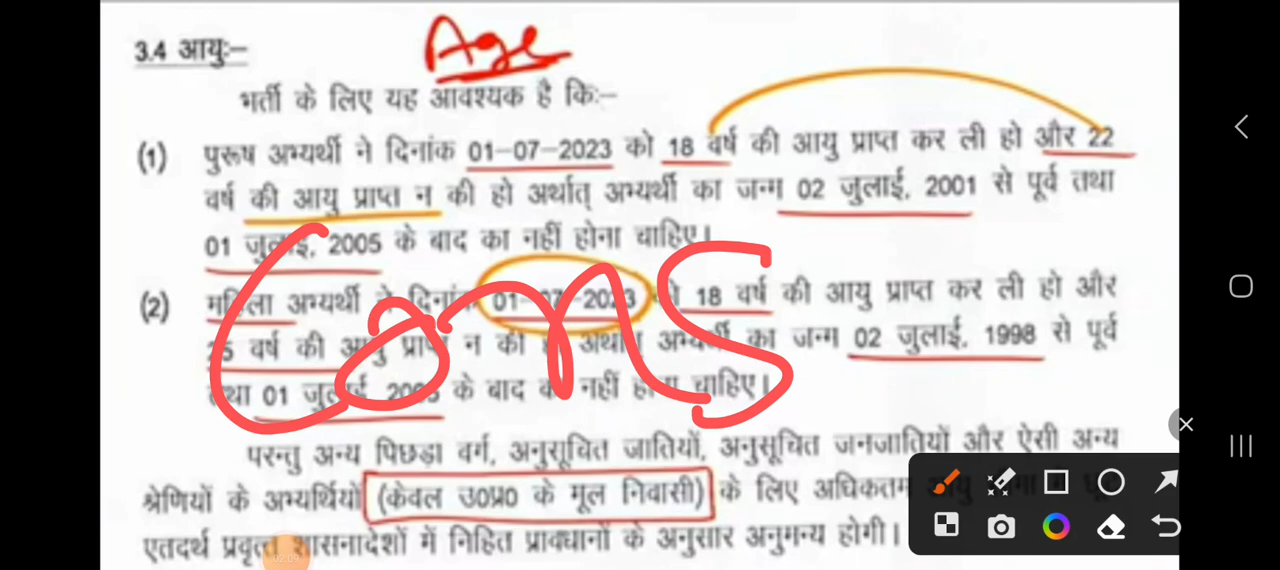 3.4 आयुः—
Age
भर्ती के लिए यह आवश्यक है किः—
(1) पुरूष अभ्यर्थी ने दिनांक 01-07-2023 को 18 वर्ष की आयु प्राप्त कर ली हो और 22
वर्ष की आयु प्राप्त न की हो अर्थात् अभ्यर्थी का जन्म 02 जुलाई, 2001 से पूर्व तथा
01 जुलाई, 2005 के बाद का नहीं होना चाहिए।
(2) महिला अभ्यर्थी ने दिनांक 01-07-2023 को 18 वर्ष की आयु प्राप्त कर ली हो और
25 वर्ष की आयु प्राप्त न की हो अर्थात् अभ्यर्थी का जन्म 02 जुलाई, 1998 से पूर्व
तथा 01 जुलाई 2005 के बाद का नहीं होना चाहिए।
परन्तु अन्य पिछड़ा वर्ग, अनुसूचित जातियों, अनुसूचित जनजातियों और ऐसी अन्य
श्रेणियों के अभ्यर्थियों (केवल उ0प्र0 के मूल निवासी) के लिए अधिकतम
एतदर्थ प्रवृत्त शासनादेशों में निहित प्रावधानों के अनुसार अनुमन्य होगी।
02:09